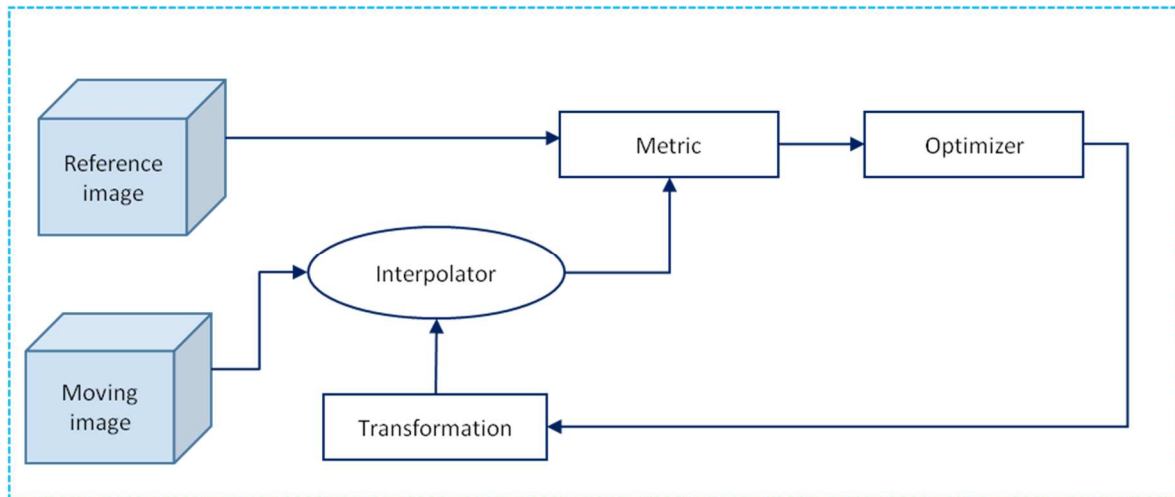 Reference
image
Metric
Optimizer
Interpolator
Moving
image
Transformation